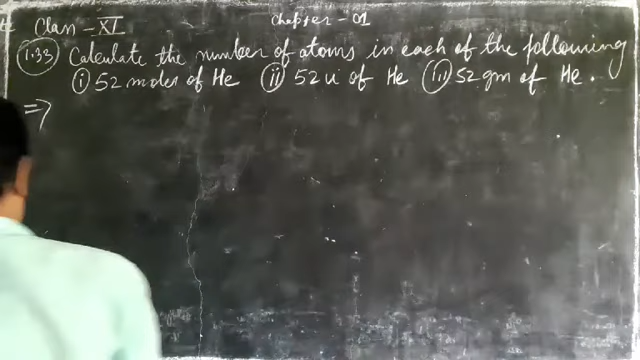 Class - XI Chapter - 01
1.33 Calculate the number of atoms in each of the following
(i) 52 moles of He (ii) 52 u of He (iii) 52 gm of He.
⇒